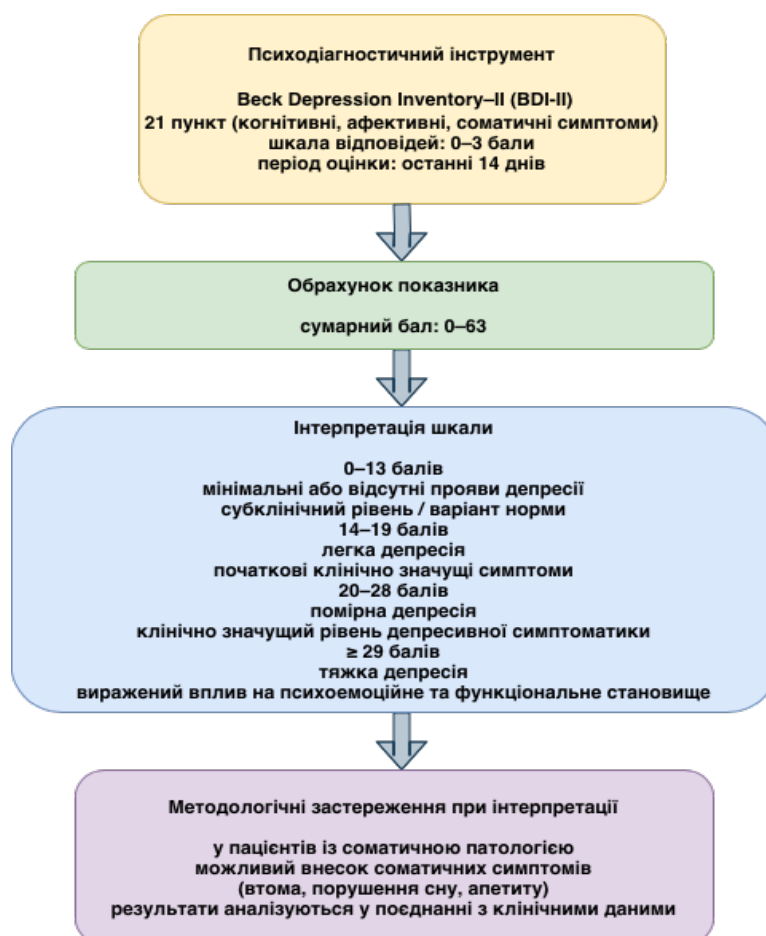 Психодіагностичний інструмент
Beck Depression Inventory–II (BDI-II)
21 пункт (когнітивні, афективні, соматичні симптоми)
шкала відповідей: 0–3 бали
період оцінки: останні 14 днів
Обрахунок показника
сумарний бал: 0–63
Інтерпретація шкали
0–13 балів
мінімальні або відсутні прояви депресії
субклінічний рівень / варіант норми
14–19 балів
легка депресія
початкові клінічно значущі симптоми
20–28 балів
помірна депресія
клінічно значущий рівень депресивної симптоматики
≥ 29 балів
тяжка депресія
виражений вплив на психоемоційне та функціональне становище
Методологічні застереження при інтерпретації
у пацієнтів із соматичною патологією
можливий внесок соматичних симптомів
(втома, порушення сну, апетиту)
результати аналізуються у поєднанні з клінічними даними